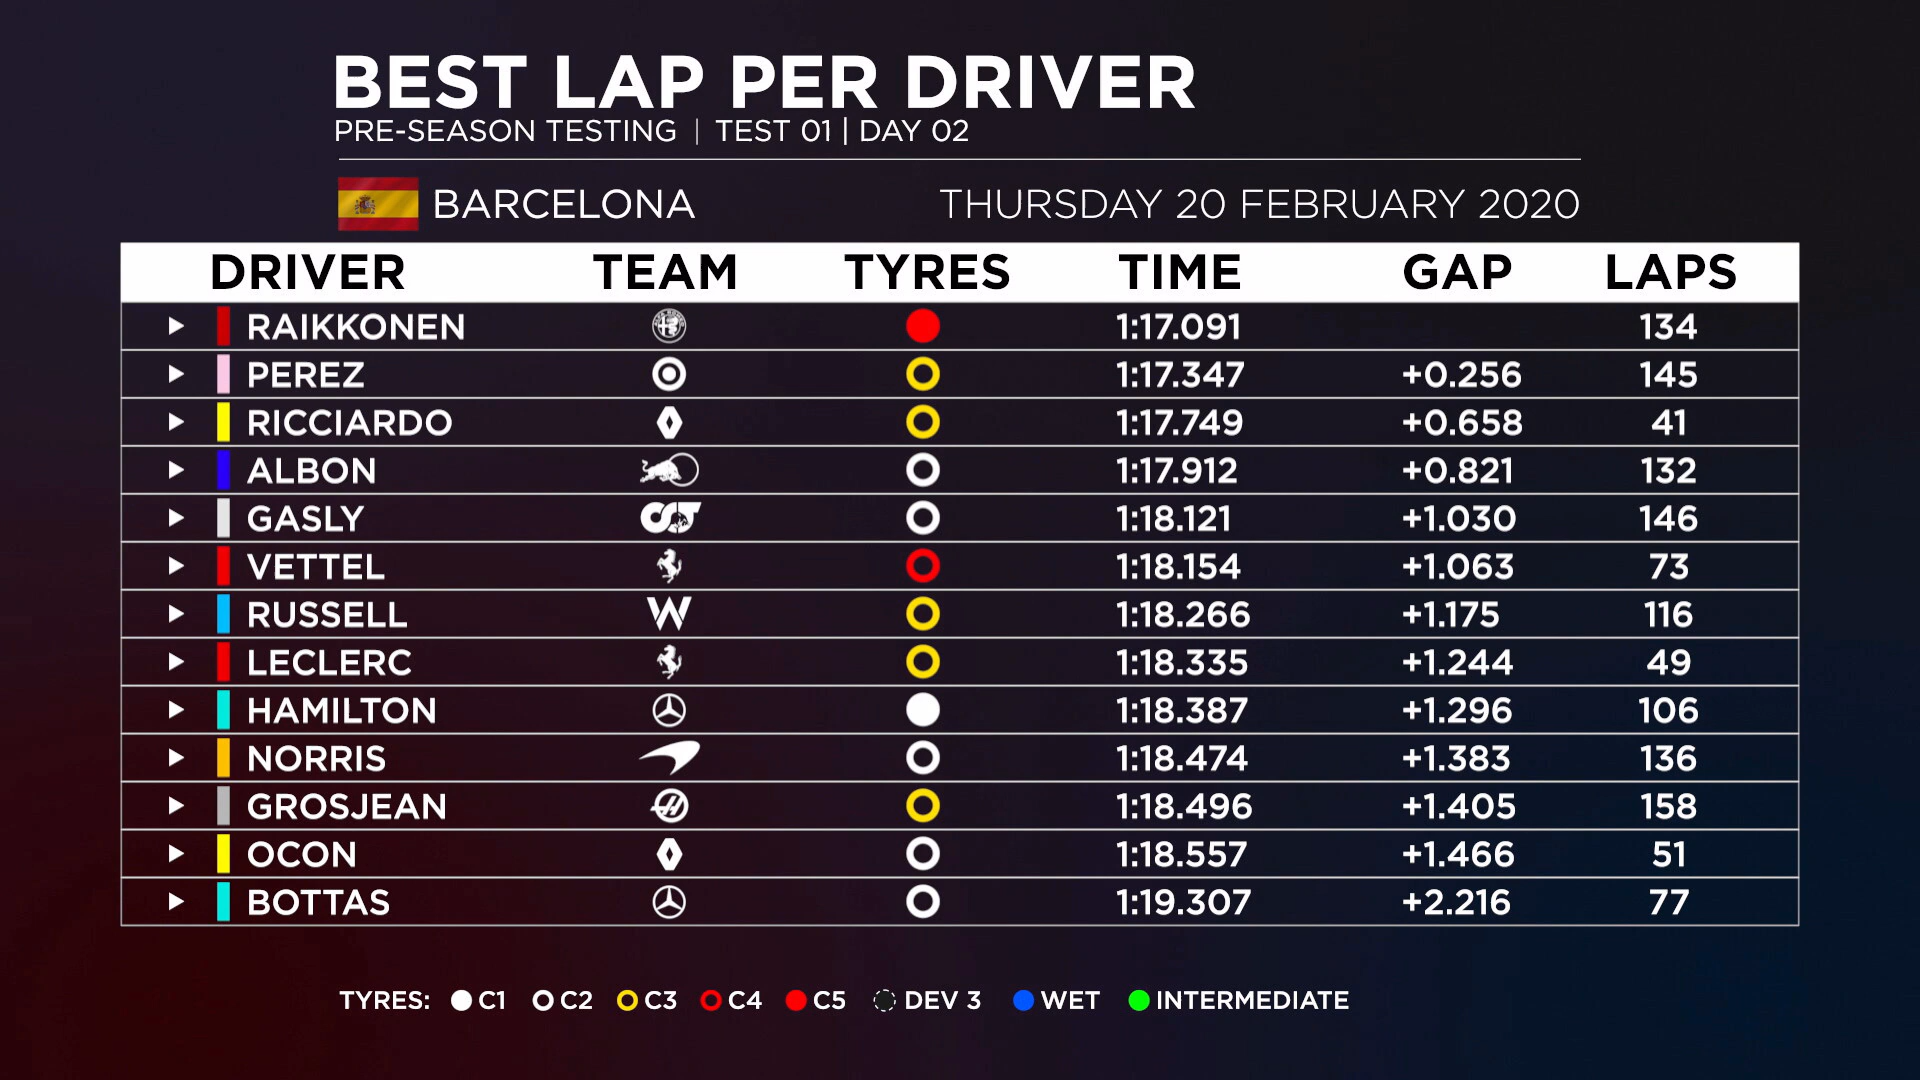 BEST LAP PER DRIVER
PRE-SEASON TESTING | TEST 01 | DAY 02
BARCELONA THURSDAY 20 FEBRUARY 2020
DRIVER TEAM TYRES TIME GAP LAPS
RAIKKONEN 1:17.091 134
PEREZ 1:17.347 +0.256 145
RICCIARDO 1:17.749 +0.658 41
ALBON 1:17.912 +0.821 132
GASLY 1:18.121 +1.030 146
VETTEL 1:18.154 +1.063 73
RUSSELL W 1:18.266 +1.175 116
LECLERC 1:18.335 +1.244 49
HAMILTON 1:18.387 +1.296 106
NORRIS 1:18.474 +1.383 136
GROSJEAN 1:18.496 +1.405 158
OCON 1:18.557 +1.466 51
BOTTAS 1:19.307 +2.216 77
TYRES: C1 C2 C3 C4 C5 DEV 3 WET INTERMEDIATE